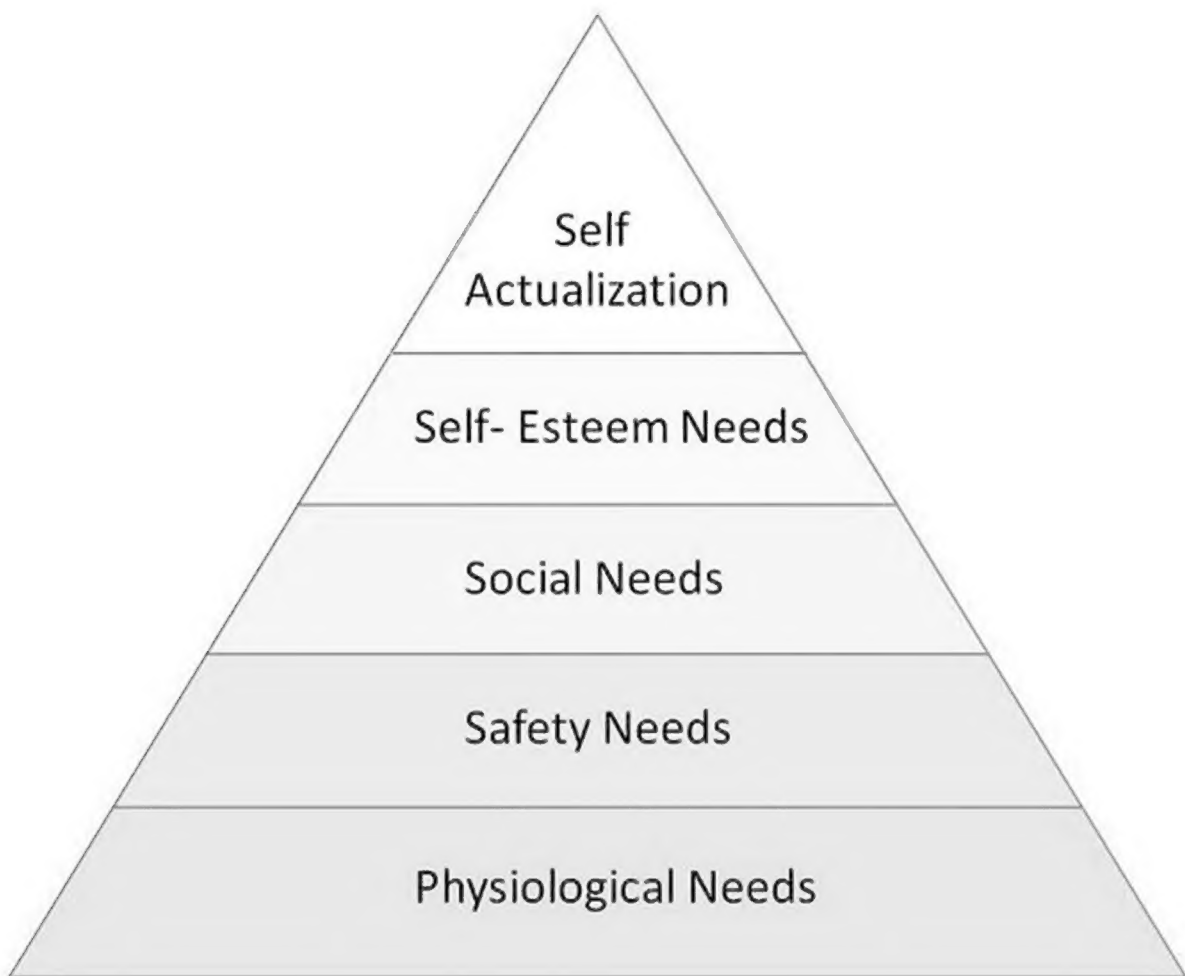 Self
Actualization
Self- Esteem Needs
Social Needs
Safety Needs
Physiological Needs